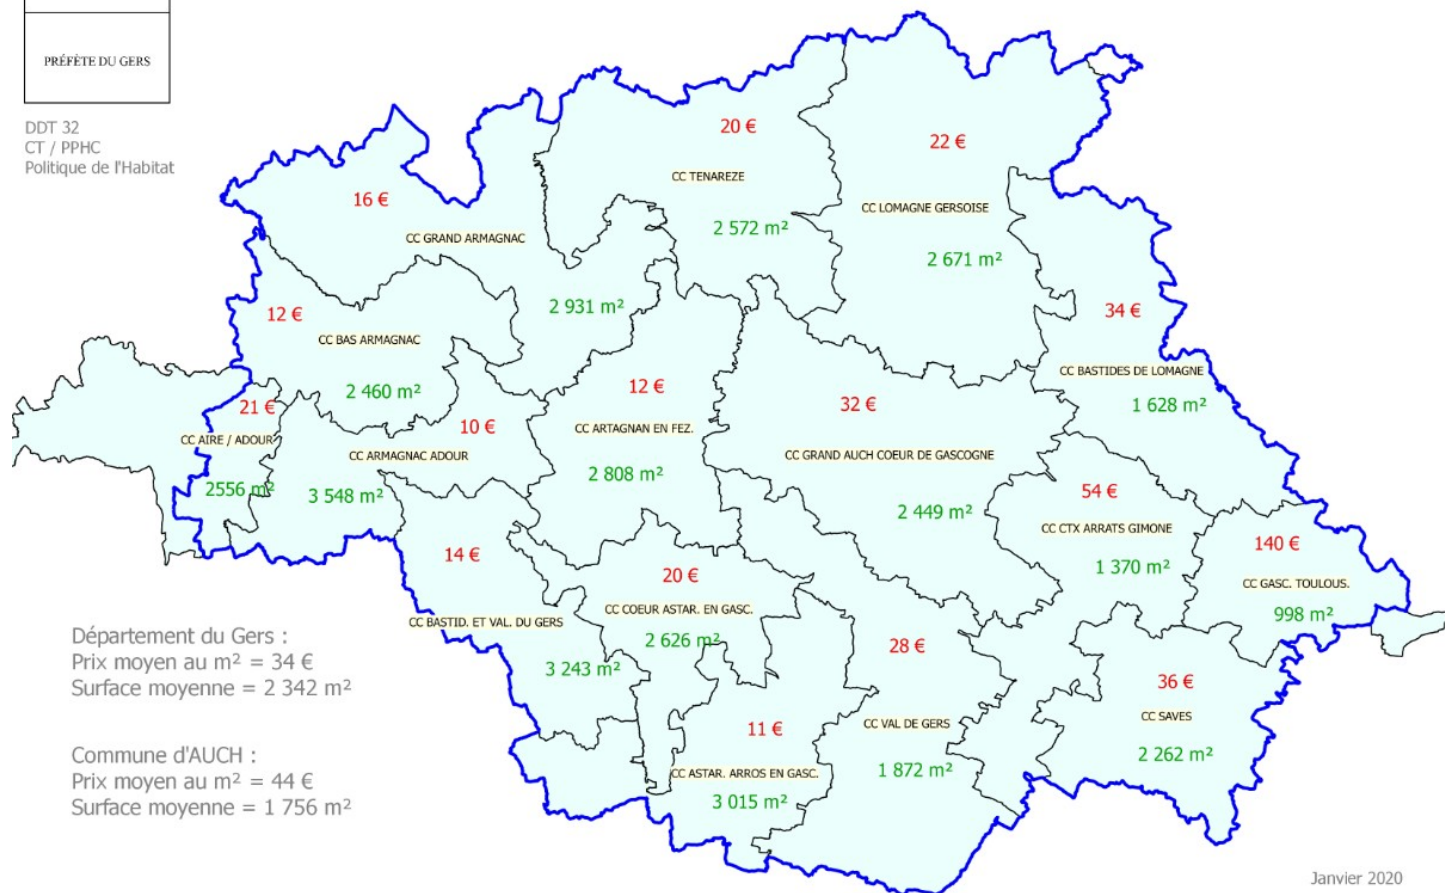 PRÉFÈTE DU GERS
DDT 32
CT / PPHC
Politique de l'Habitat
20 €
22 €
CC TENAREZE
16 €
CC LOMAGNE GERSOISE
2 572 m²
CC GRAND ARMAGNAC
2 671 m²
2 931 m²
12 €
34 €
CC BAS ARMAGNAC
CC BASTIDES DE LOMAGNE
2 460 m²
12 €
1 628 m²
21 €
32 €
10 €
CC ARTAGNAN EN FEZ.
CC AIRE / ADOUR
CC ARMAGNAC ADOUR
CC GRAND AUCH COEUR DE GASCOGNE
2 808 m²
2556 m²
3 548 m²
54 €
2 449 m²
CC CTX ARRATS GIMONE
140 €
14 €
1 370 m²
20 €
CC GASC. TOULOUS.
CC COEUR ASTAR. EN GASC.
998 m²
CC BASTID. ET VAL. DU GERS
2 626 m²
28 €
3 243 m²
36 €
CC SAVES
11 €
CC VAL DE GERS
2 262 m²
CC ASTAR. ARROS EN GASC.
1 872 m²
3 015 m²
Département du Gers :
Prix moyen au m² = 34 €
Surface moyenne = 2 342 m²
Commune d'AUCH :
Prix moyen au m² = 44 €
Surface moyenne = 1 756 m²
Janvier 2020